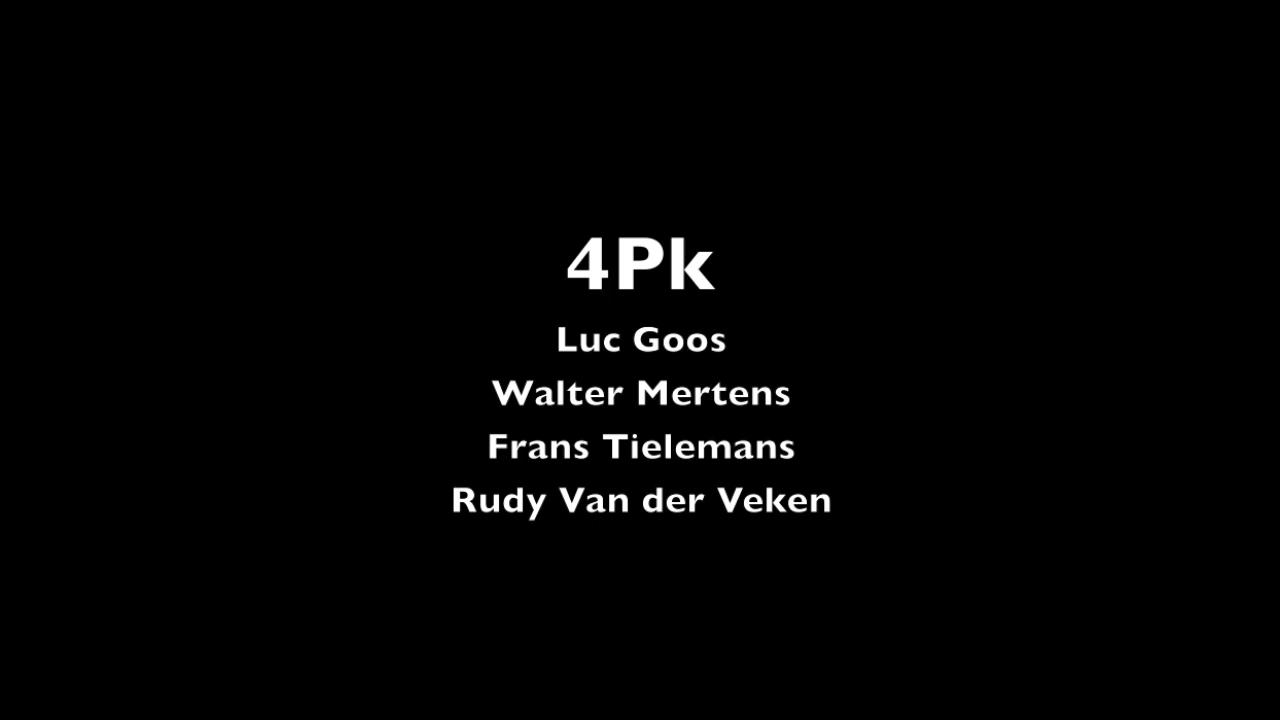 4Pk
Luc Goos
Walter Mertens
Frans Tielemans
Rudy Van der Veken